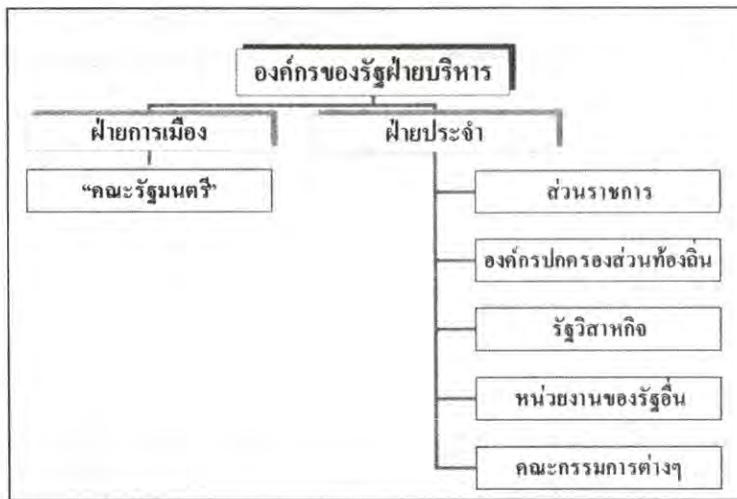 องค์กรของรัฐฝ่ายบริหาร
ฝ่ายการเมือง
ฝ่ายประจำ
“คณะรัฐมนตรี”
ส่วนราชการ
องค์กรปกครองส่วนท้องถิ่น
รัฐวิสาหกิจ
หน่วยงานของรัฐอื่น
คณะกรรมการต่างๆ